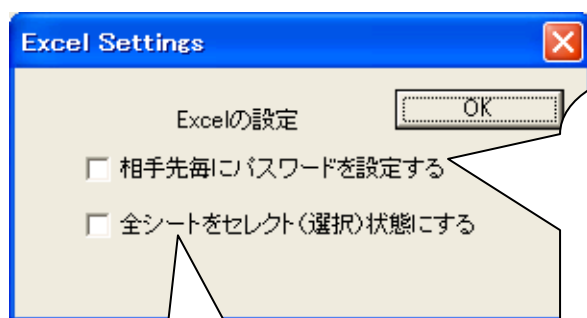 Excel Settings
Excelの設定
OK
相手先毎にパスワードを設定する
全シートをセレクト(選択)状態にする